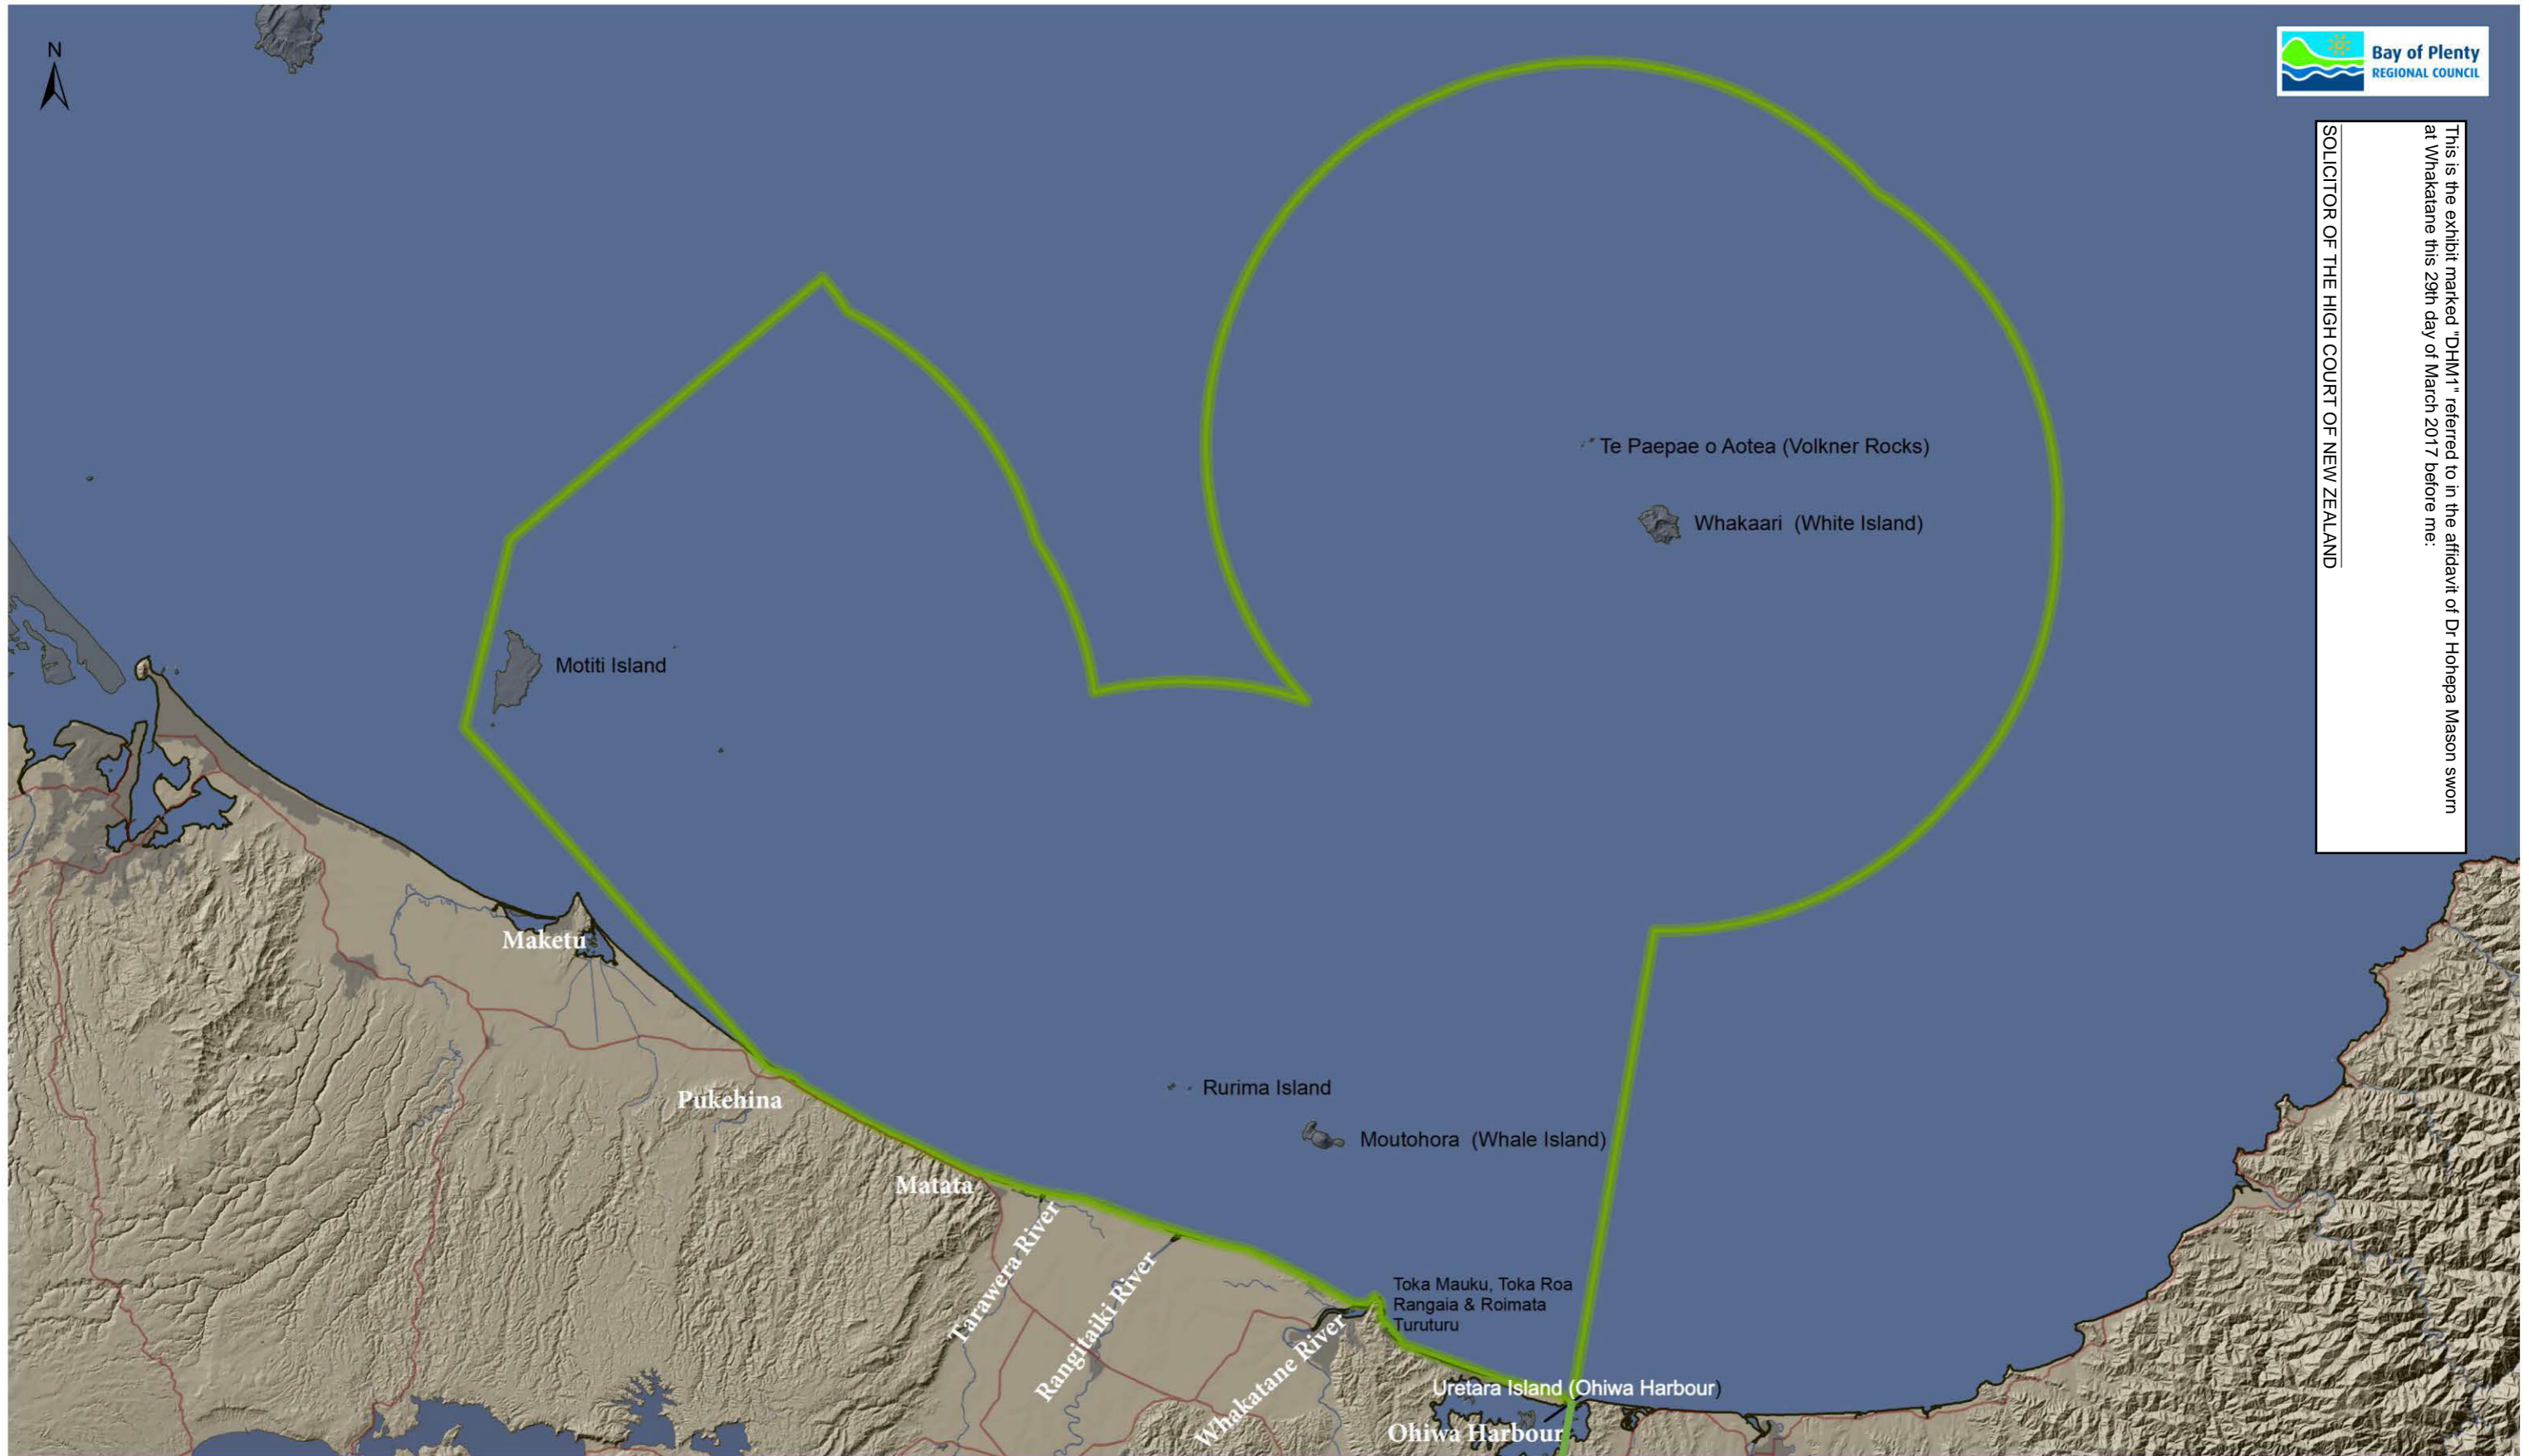 N
Bay of Plenty
REGIONAL COUNCIL
This is the exhibit marked "DHM1" referred to in the affidavit of Dr Hohepa Mason sworn
at Whakatane this 29th day of March 2017 before me:
SOLICITOR OF THE HIGH COURT OF NEW ZEALAND
Te Paepae o Aotea (Volkner Rocks)
Whakaari (White Island)
Motiti Island
Maketu
Pukehina
Rurima Island
Moutohora (Whale Island)
Matata
Tarawera River
Rangitaiki River
Whakatane River
Toka Mauku, Toka Roa
Rangaia & Roimata
Turuturu
Uretara Island (Ohiwa Harbour)
Ohiwa Harbour